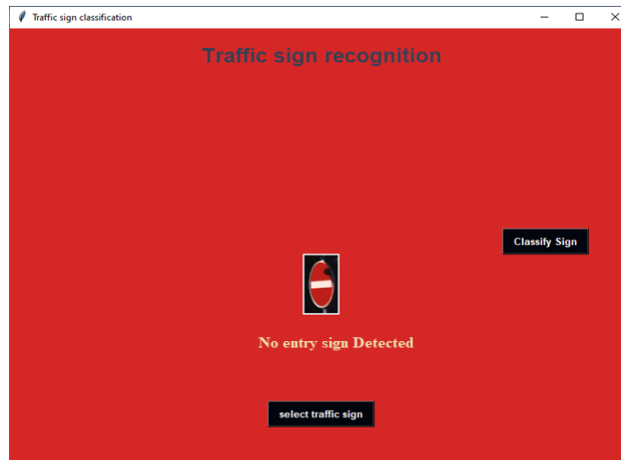 Traffic sign classification
Traffic sign recognition
Classify Sign
No entry sign Detected
select traffic sign